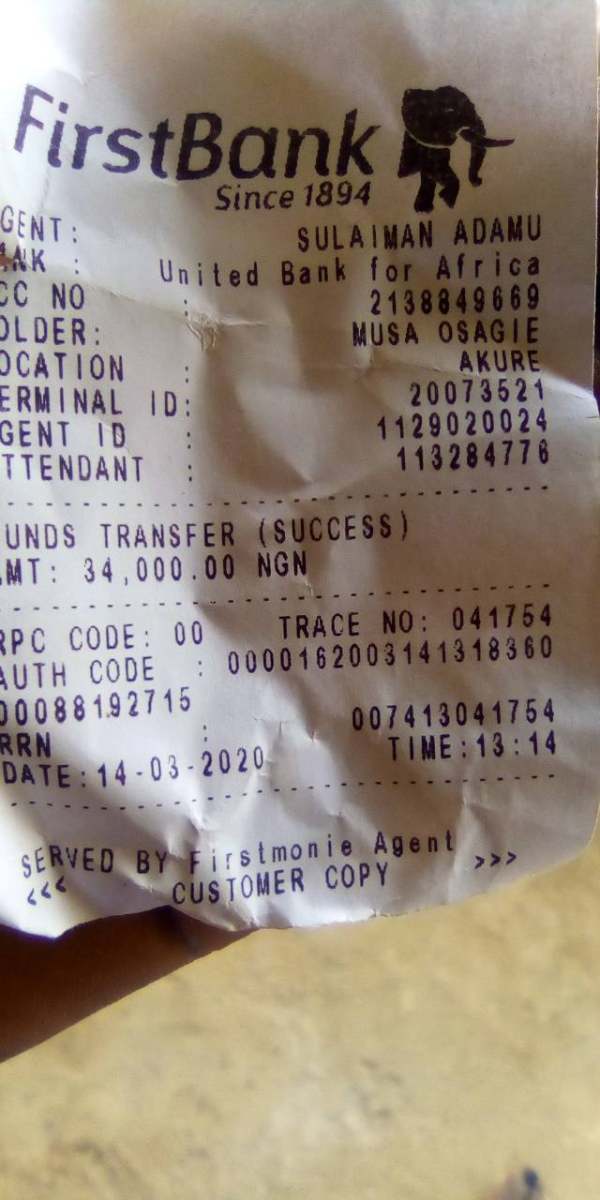 FirstBank
Since 1894
GENT: SULAIMAN ADAMU
ANK : United Bank for Africa
CC NO : 2138849669
OLDER: MUSA OSAGIE
OCATION : AKURE
ERMINAL ID: 20073521
GENT ID : 1129020024
TTENDANT : 113284776
UNDS TRANSFER (SUCCESS)
MT: 34,000.00 NGN
RPC CODE: 00 TRACE NO: 041754
AUTH CODE : 0000162003141318360
00088192715
RRN : 007413041754
DATE:14-03-2020 TIME:13:14
SERVED BY Firstmonie Agent
<<< CUSTOMER COPY >>>